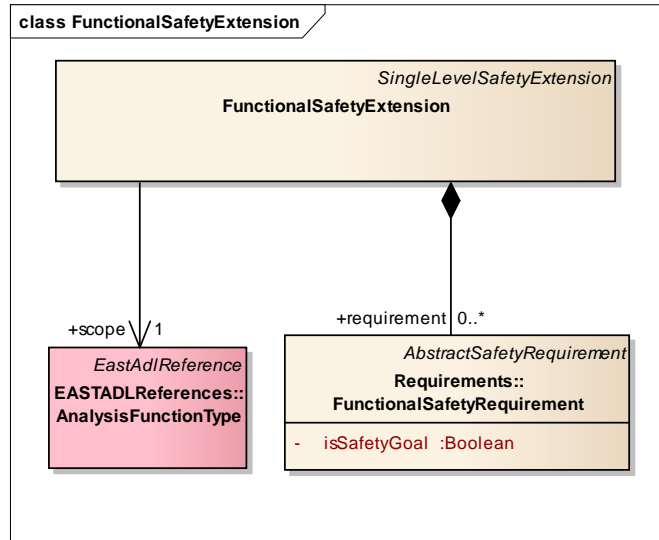 class FunctionalSafetyExtension
SingleLevelSafetyExtension
FunctionalSafetyExtension
+scope 1
+requirement 0..*
EastAdlReference
EASTADLReferences::
AnalysisFunctionType
AbstractSafetyRequirement
Requirements::
FunctionalSafetyRequirement
- isSafetyGoal :Boolean